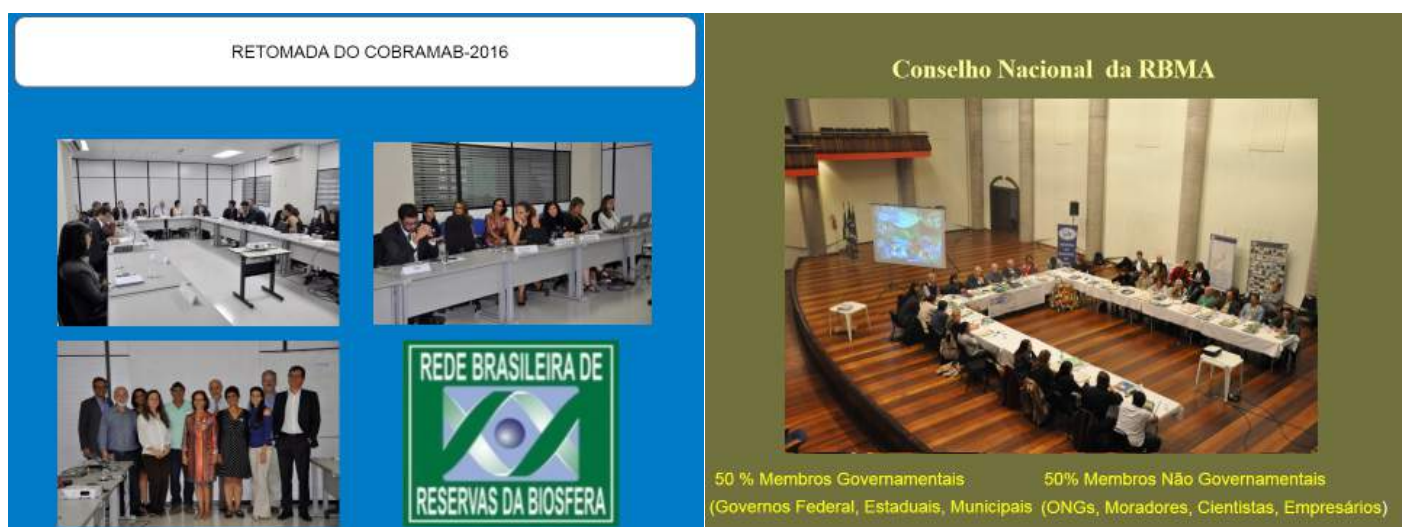 RETOMADA DO COBRAMAB-2016
REDE BRASILEIRA DE
RESERVAS DA BIOSFERA
Conselho Nacional da RBMA
50 % Membros Governamentais
(Governos Federal, Estaduais, Municipais
50% Membros Não Governamentais
(ONGs, Moradores, Cientistas, Empresários)